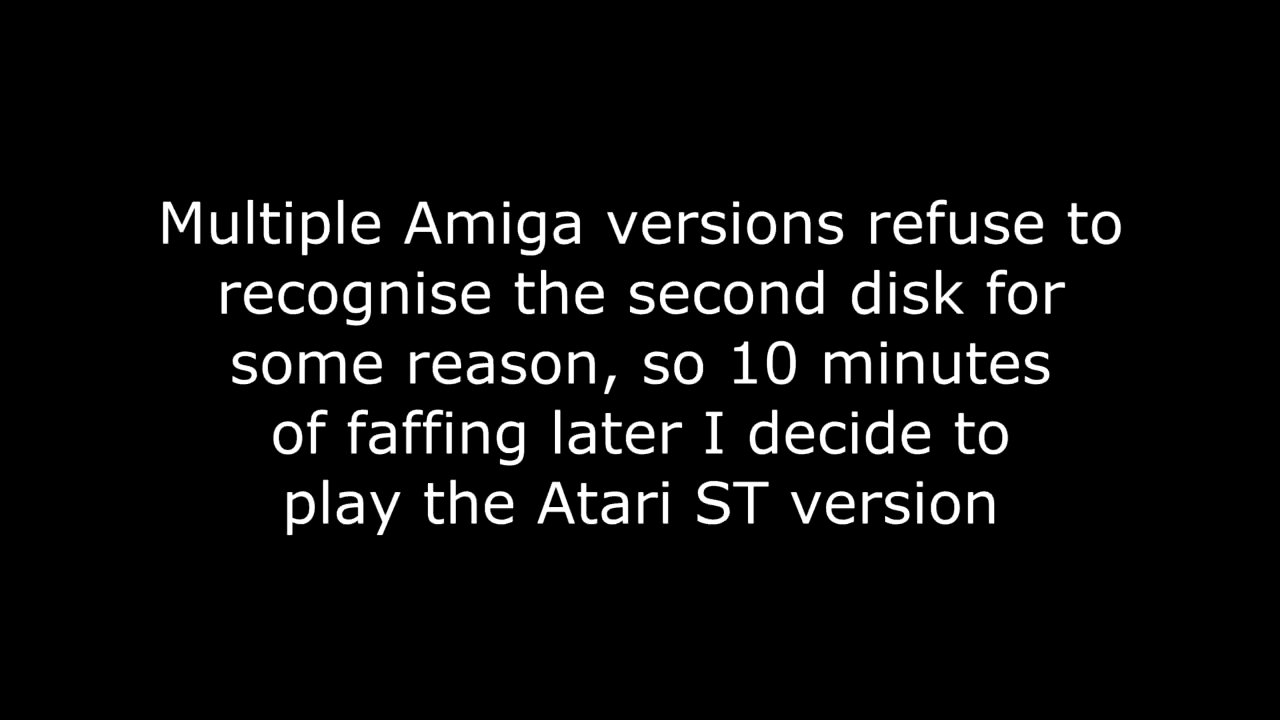 Multiple Amiga versions refuse to
recognise the second disk for
some reason, so 10 minutes
of faffing later I decide to
play the Atari ST version